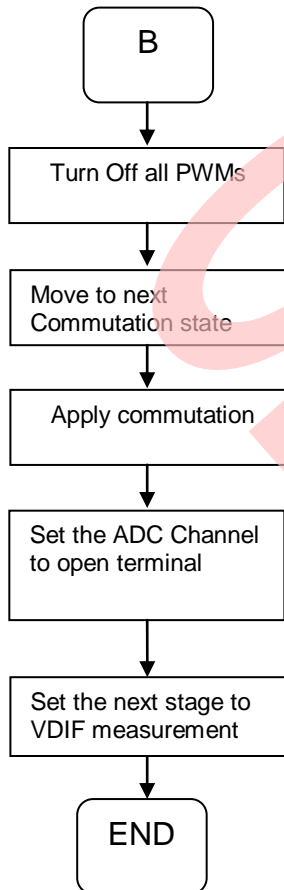 B
Turn Off all PWMs
Move to next
Commutation state
Apply commutation
Set the ADC Channel
to open terminal
Set the next stage to
VDIF measurement
END